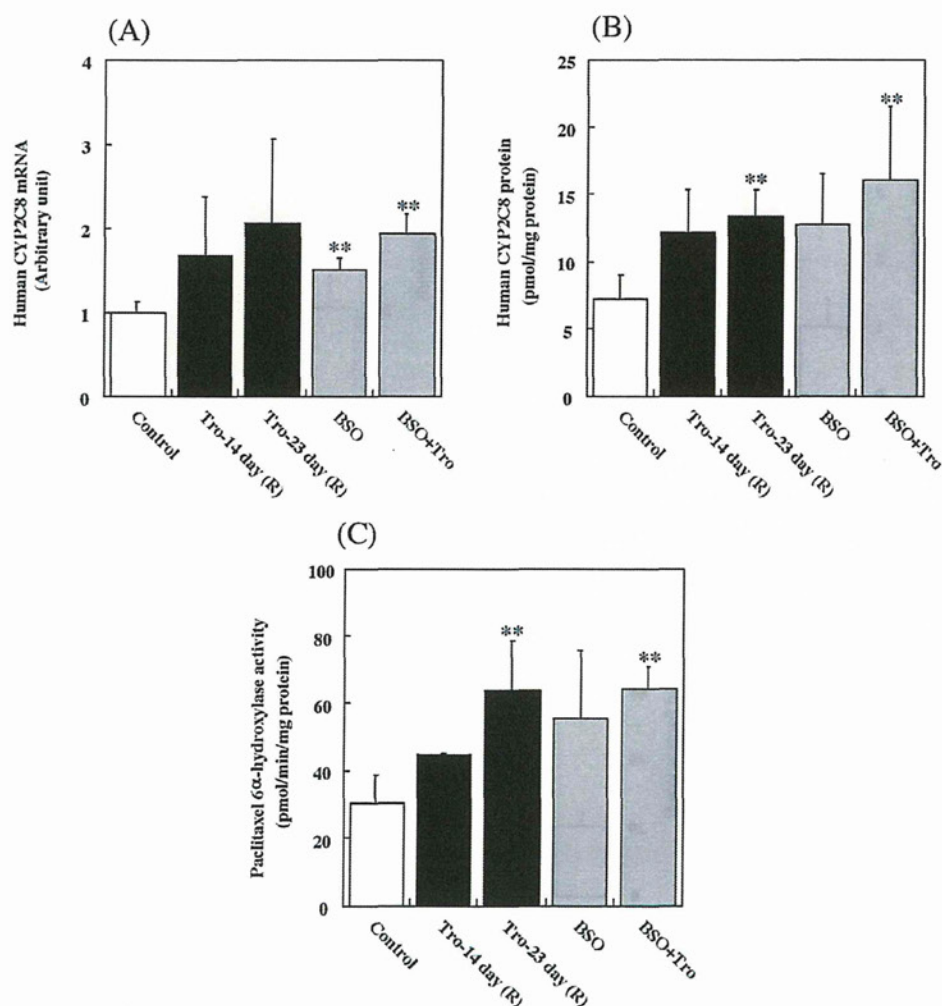 (A)
Human CYP2C8 mRNA
(Arbitrary unit)
4
3
2
1
0
**
**
Control
Tro-14 day (R)
Tro-23 day (R)
BSO
BSO+Tro
(B)
Human CYP2C8 protein
(pmol/mg protein)
25
20
15
10
5
0
**
**
Control
Tro-14 day (R)
Tro-23 day (R)
BSO
BSO+Tro
(C)
Paclitaxel 6α-hydroxylase activity
(pmol/min/mg protein)
100
80
60
40
20
0
**
**
Control
Tro-14 day (R)
Tro-23 day (R)
BSO
BSO+Tro